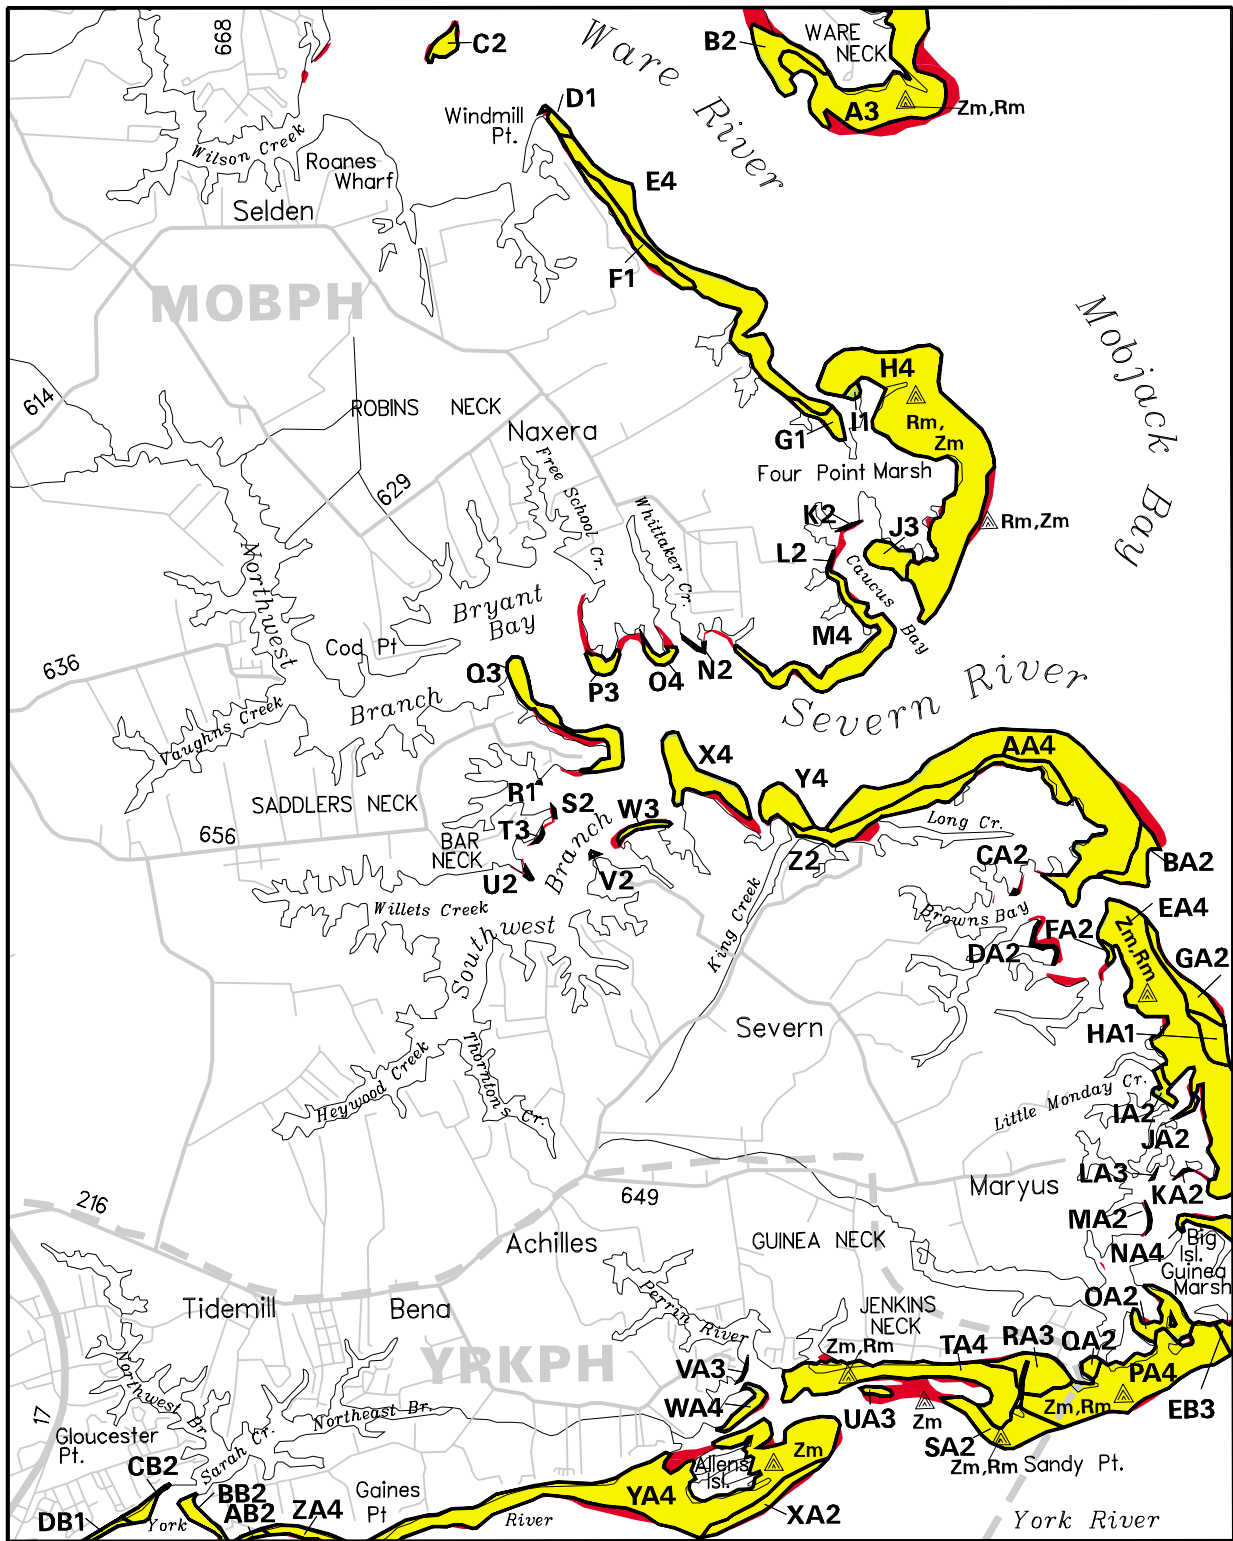 668
C2
Ware River
B2
WARE
NECK
A3
Zm,Rm
D1
Windmill
Pt.
Wilson Creek
Roanes
Wharf
Selden
E4
F1
MOBPH
Mobjack Bay
614
ROBINS NECK
Naxera
H4
Rm,
Zm
I1
G1
Four Point Marsh
629
Free School Cr.
Whittaker Cr.
K2
J3
Rm,Zm
L2
Caucus Bay
Northwest
Branch
Bryant
Bay
Cod Pt
M4
636
Q3
P3
O4
N2
Severn River
Vaughns Creek
X4
AA4
Y4
R1
S2
W3
SADDLERS NECK
656
T3
BAR
NECK
Long Cr.
Z2
CA2
BA2
U2
V2
Branch
Willets Creek
Southwest
King Creek
Browns Bay
EA4
FA2
DA2
Zm,Rm
GA2
Severn
HA1
Heywood Creek
Thornton's Cr.
Little Monday Cr.
IA2
JA2
LA3
KA2
216
649
Maryus
MA2
Achilles
GUINEA NECK
NA4
Big
Isl.
Guinea
Marsh
Tidemill
Bena
Perrin River
JENKINS
NECK
OA2
YRKPH
Zm,Rm
TA4
RA3
QA2
VA3
PA4
WA4
UA3
Zm
Zm,Rm
EB3
17
Northwest Br.
Northeast Br.
Gloucester
Pt.
Sarah Cr.
SA2
Zm,Rm
Sandy Pt.
CB2
Allens
Isl.
Zm
BB2
Gaines
Pt
YA4
DB1
AB2
ZA4
XA2
York River
York River